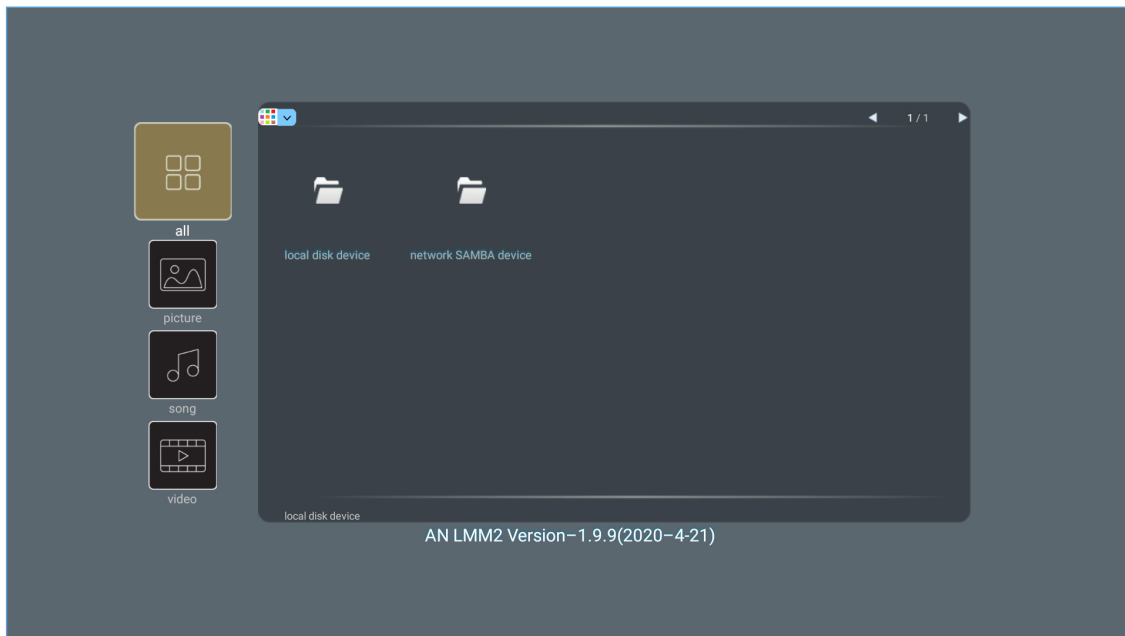 1 / 1
all
local disk device
network SAMBA device
picture
song
video
local disk device
AN LMM2 Version–1.9.9(2020–4-21)